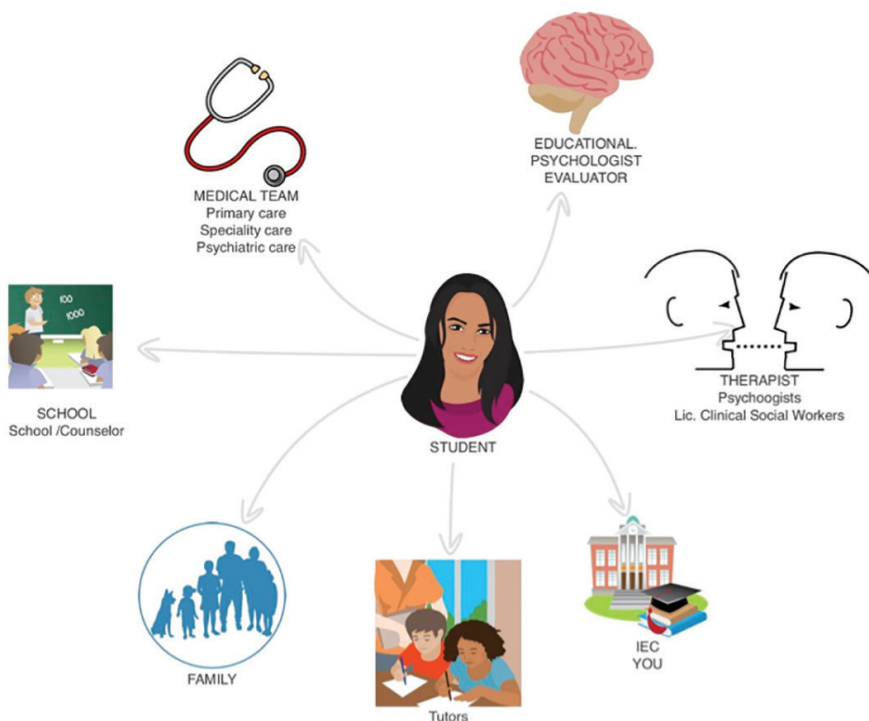 EDUCATIONAL.
PSYCHOLOGIST
EVALUATOR
MEDICAL TEAM
Primary care
Speciality care
Psychiatric care
100
1000
THERAPIST
Psychoogists
Lic. Clinical Social Workers
SCHOOL
School /Counselor
STUDENT
IEC
YOU
FAMILY
Tutors